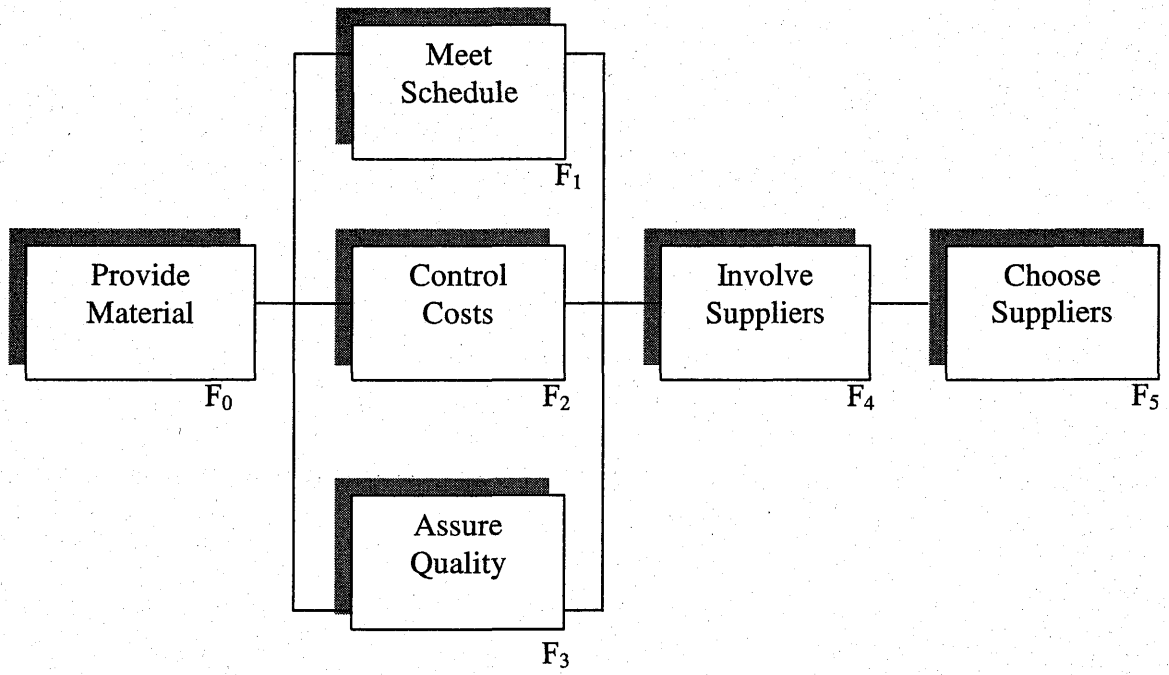 Meet
Schedule
F₁
Provide
Material
F₀
Control
Costs
F₂
Involve
Suppliers
F₄
Choose
Suppliers
F₅
Assure
Quality
F₃